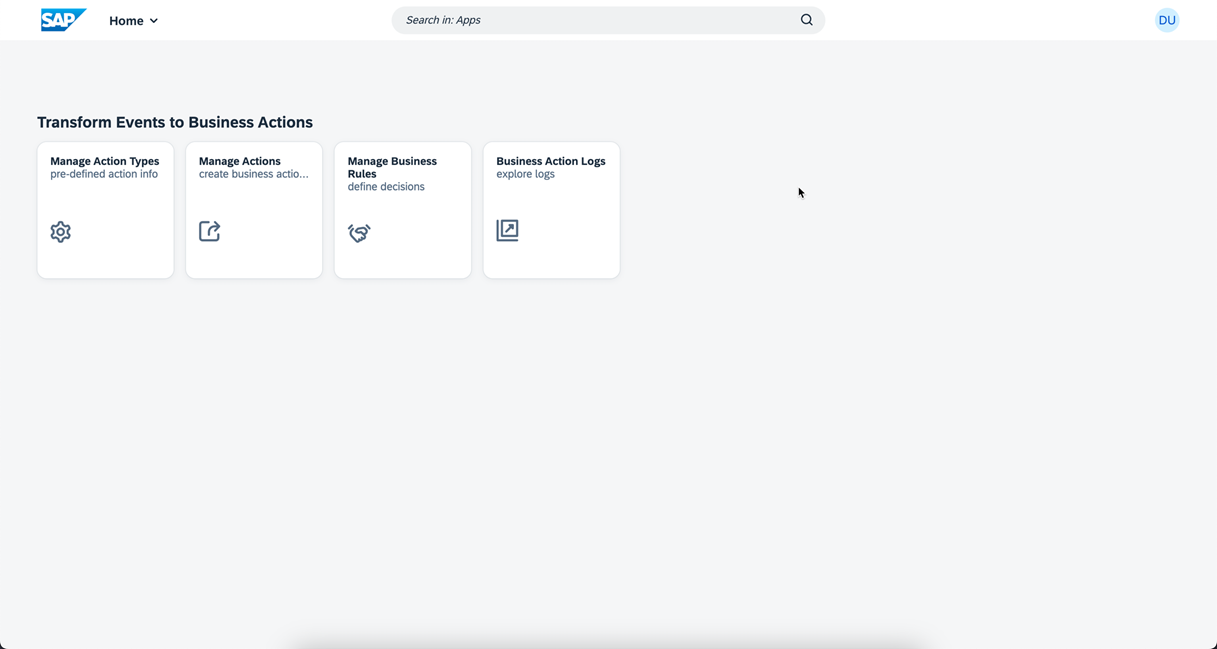 SAP
Home
Search in: Apps
DU
Transform Events to Business Actions
Manage Action Types
pre-defined action info
Manage Actions
create business actio...
Manage Business
Rules
define decisions
Business Action Logs
explore logs